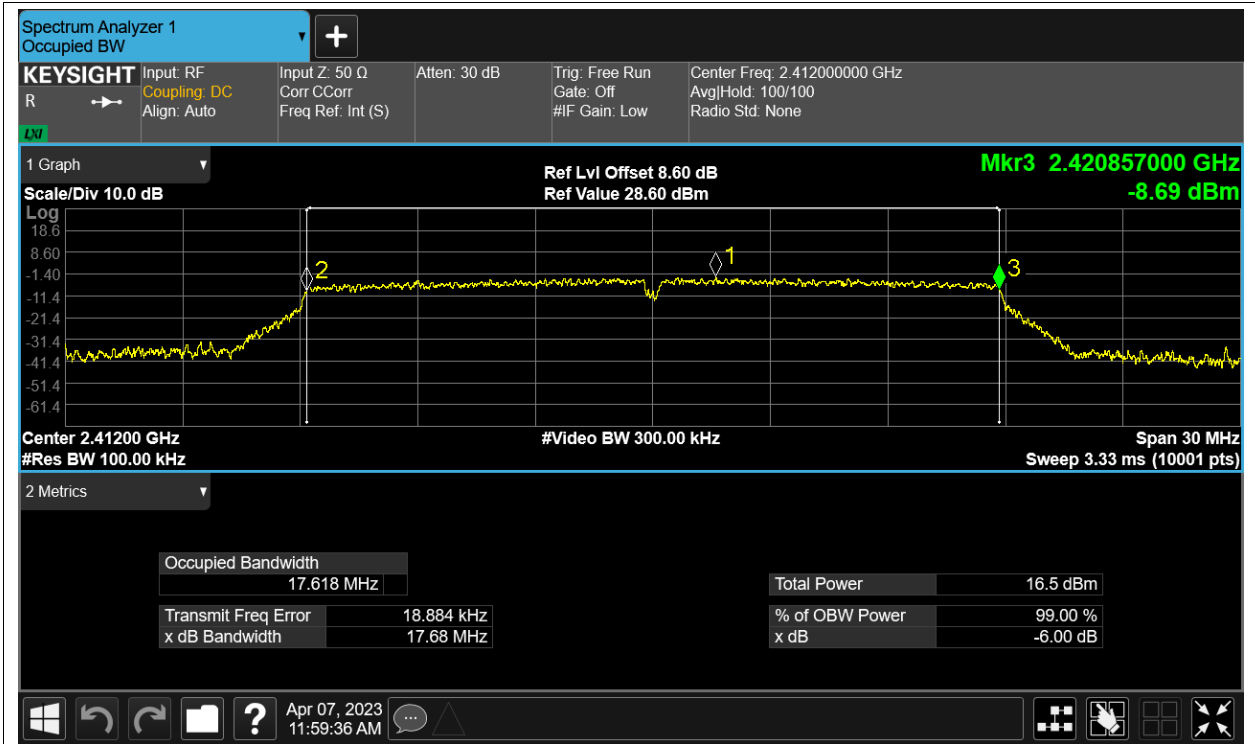 Spectrum Analyzer 1
Occupied BW
KEYSIGHT
R
LXI
Input: RF
Coupling: DC
Align: Auto
Input Z: 50 Ω
Corr CCorr
Freq Ref: Int (S)
Atten: 30 dB
Trig: Free Run
Gate: Off
#IF Gain: Low
Center Freq: 2.412000000 GHz
Avg|Hold: 100/100
Radio Std: None
1 Graph
Scale/Div 10.0 dB
Ref Lvl Offset 8.60 dB
Ref Value 28.60 dBm
Mkr3 2.420857000 GHz
-8.69 dBm
Log
18.6
8.60
-1.40
-11.4
-21.4
-31.4
-41.4
-51.4
-61.4
2
1
3
Center 2.41200 GHz
#Res BW 100.00 kHz
#Video BW 300.00 kHz
Span 30 MHz
Sweep 3.33 ms (10001 pts)
2 Metrics
Occupied Bandwidth
17.618 MHz
Transmit Freq Error 18.884 kHz
x dB Bandwidth 17.68 MHz
Total Power 16.5 dBm
% of OBW Power 99.00 %
x dB -6.00 dB
?
Apr 07, 2023
11:59:36 AM